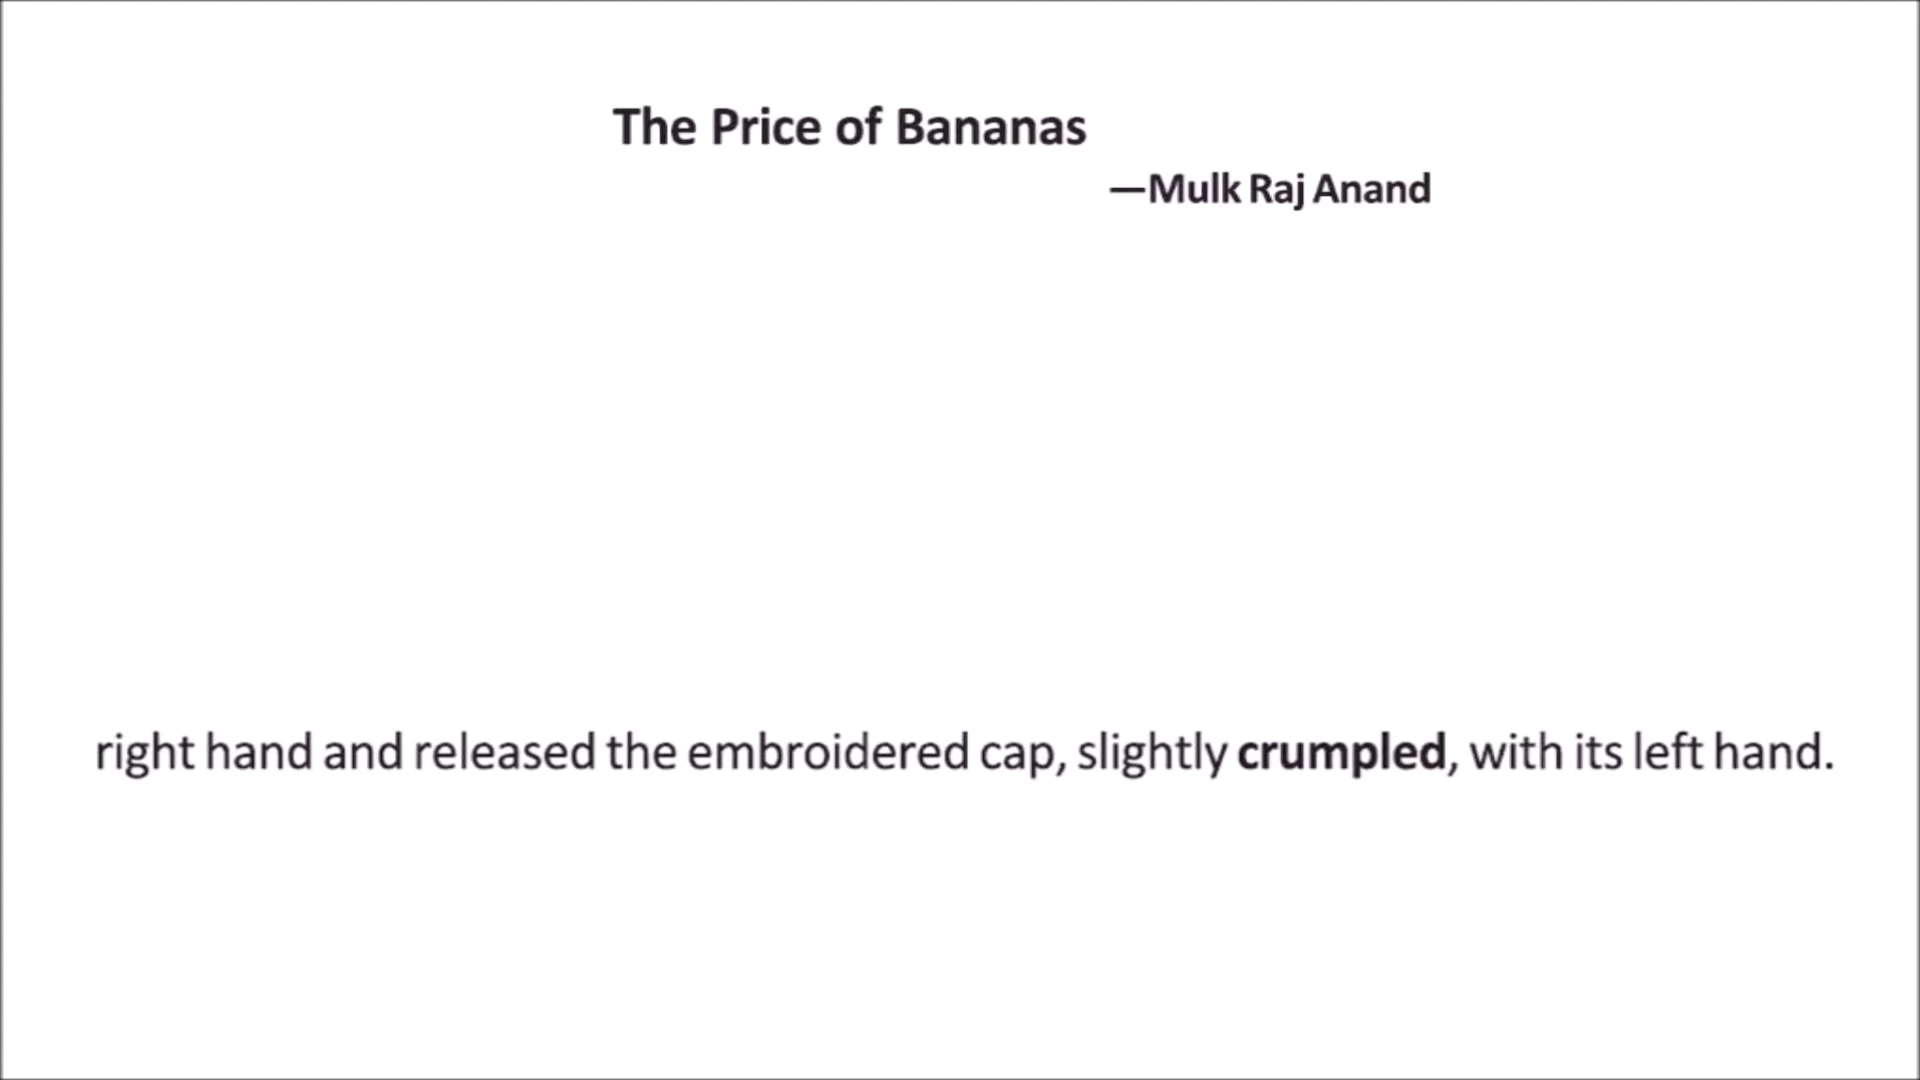 The Price of Bananas
—Mulk Raj Anand
right hand and released the embroidered cap, slightly crumpled, with its left hand.